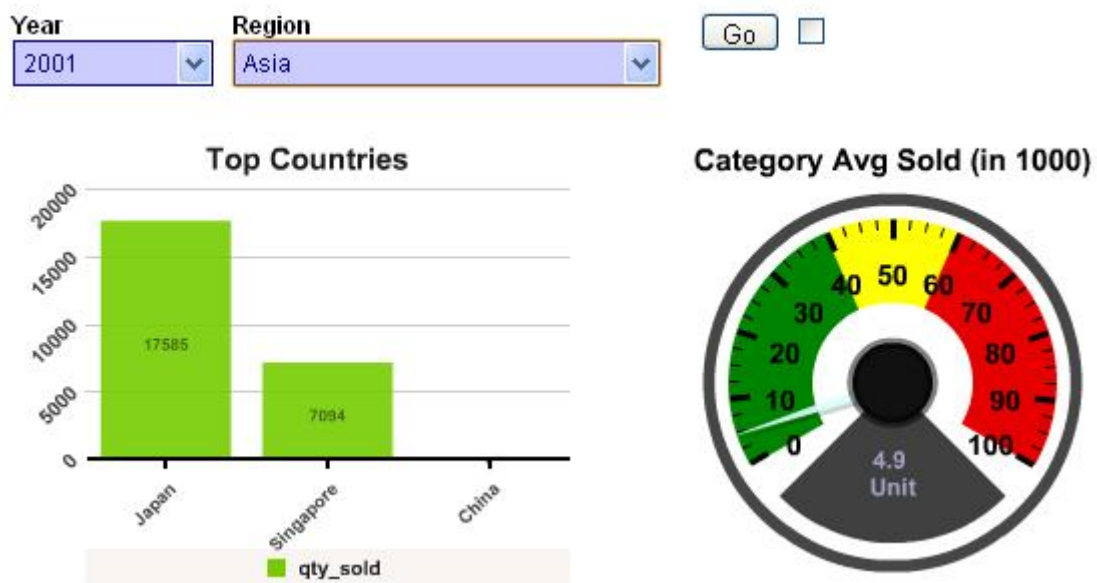 Year Region
2001 Asia Go
Top Countries
20000
15000
10000
5000
0
17585
7094
Japan
Singapore
China
qty_sold
Category Avg Sold (in 1000)
0
10
20
30
40
50
60
70
80
90
100
4.9
Unit